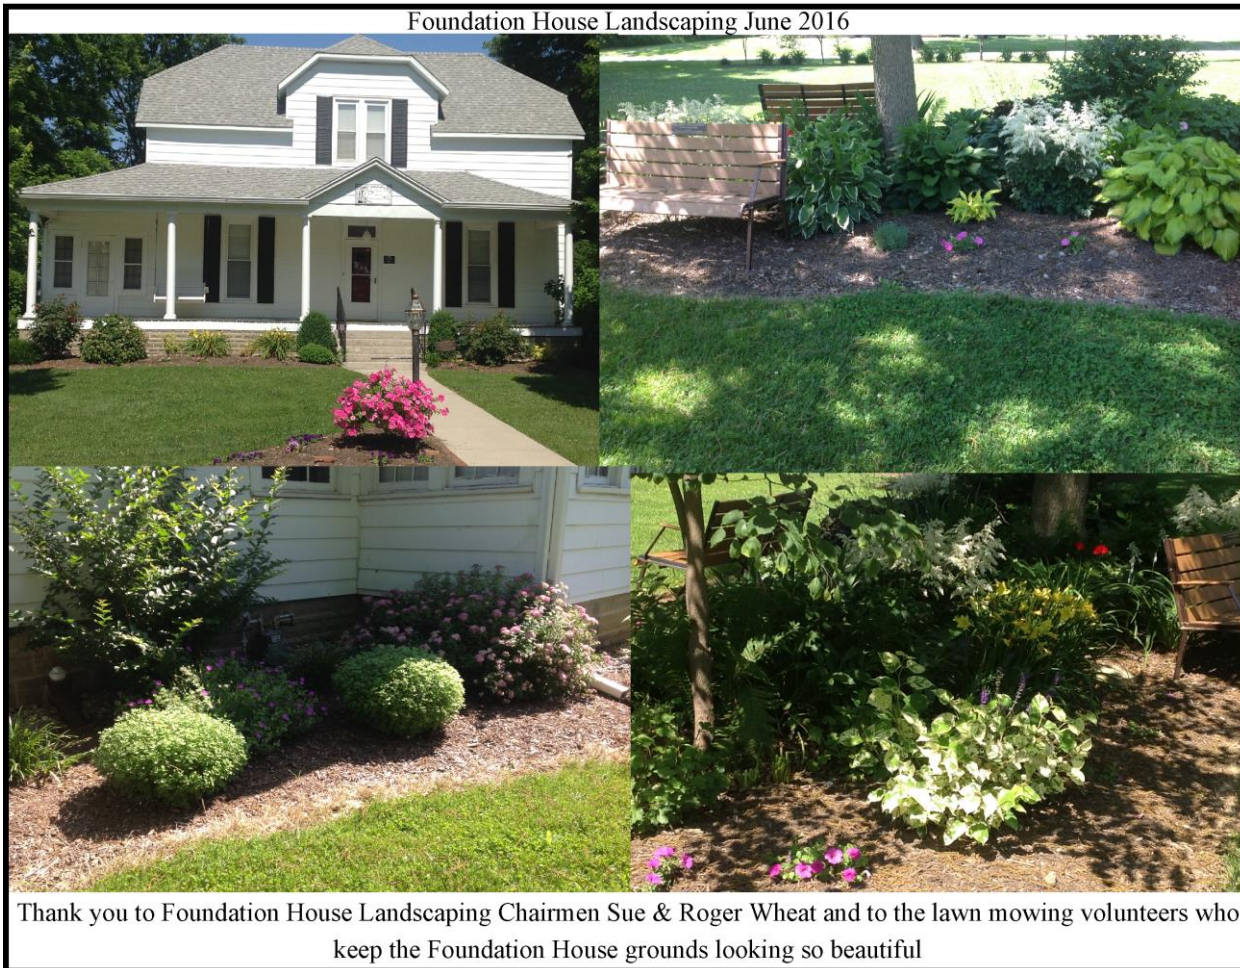 Foundation House Landscaping June 2016
Thank you to Foundation House Landscaping Chairmen Sue & Roger Wheat and to the lawn mowing volunteers who
keep the Foundation House grounds looking so beautiful